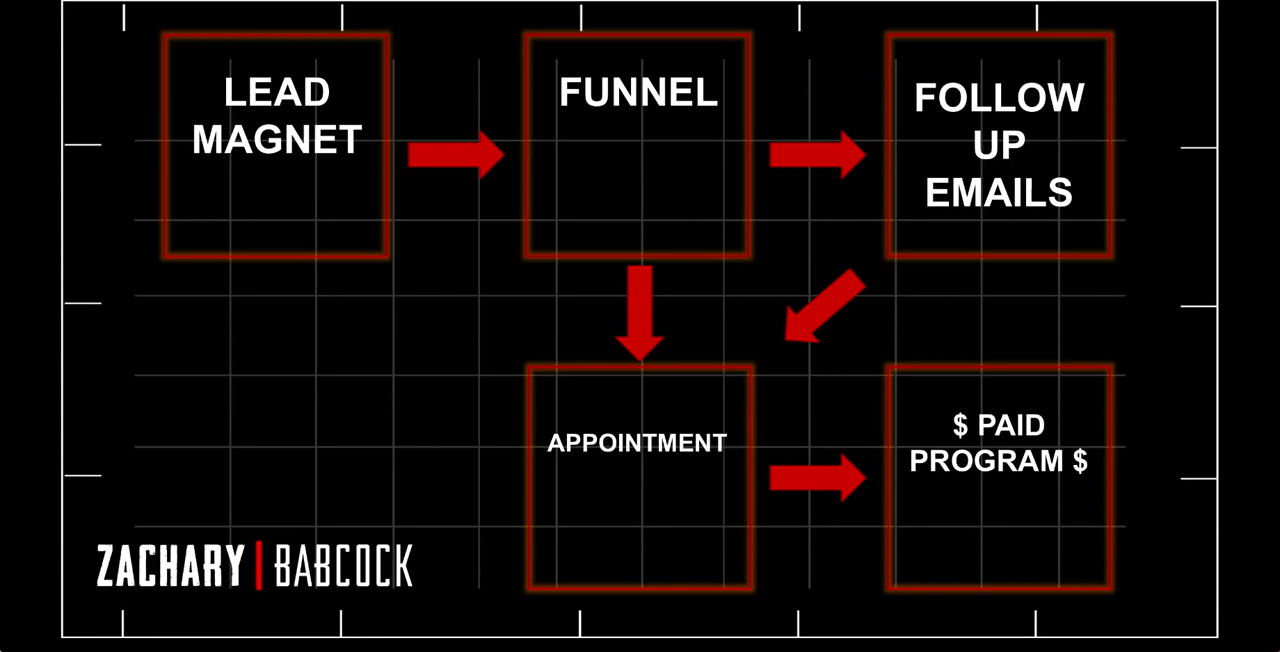 LEAD
MAGNET
FUNNEL
FOLLOW
UP
EMAILS
APPOINTMENT
$ PAID
PROGRAM $
ZACHARY | BABCOCK